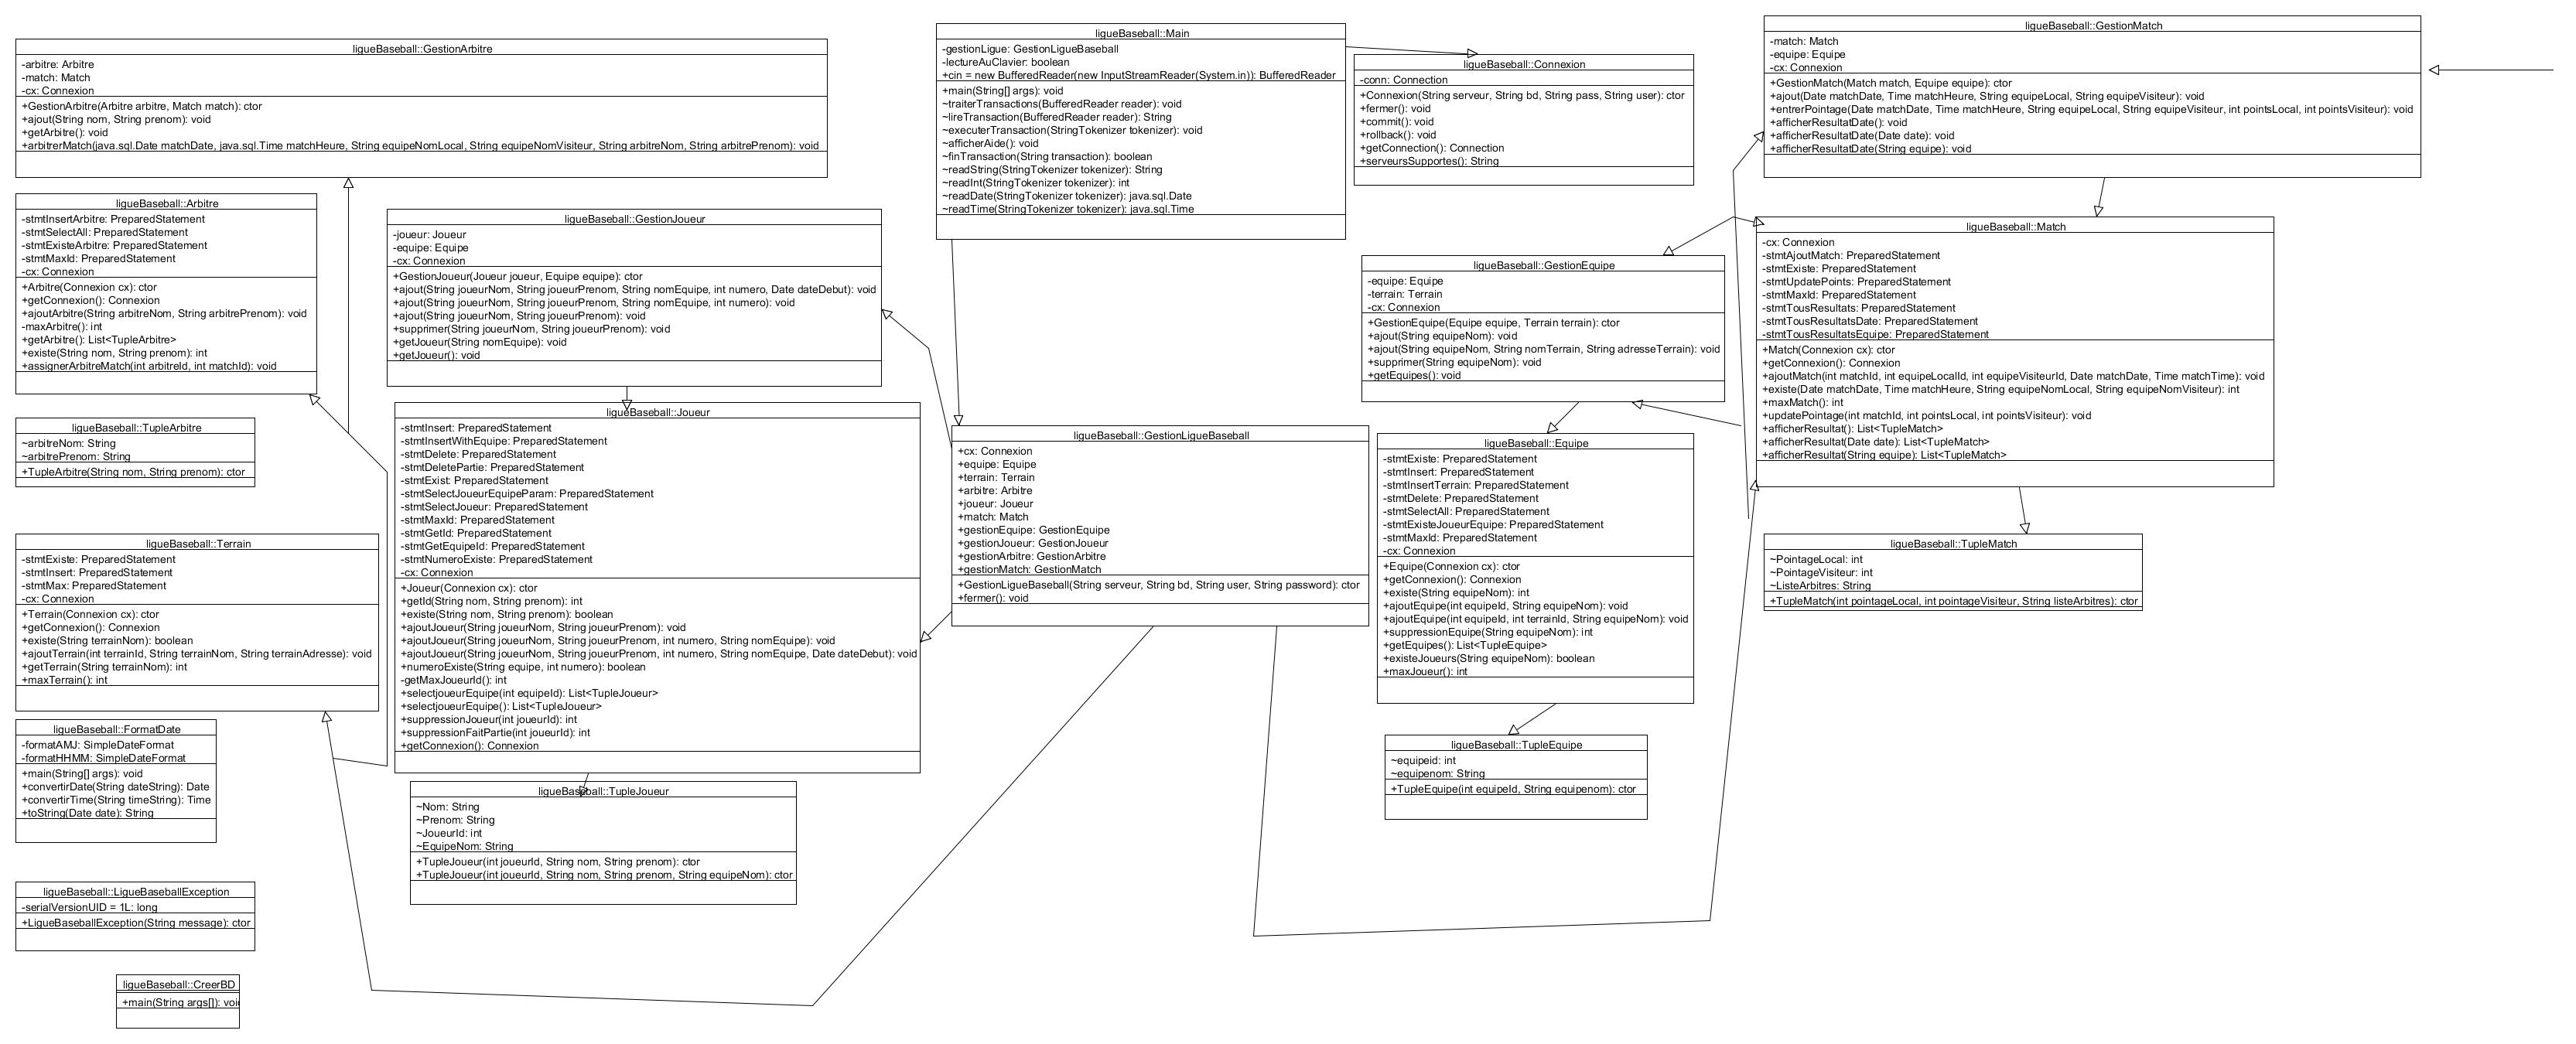 ligueBaseball::GestionArbitre
-arbitre: Arbitre
-match: Match
-cx: Connexion
+GestionArbitre(Arbitre arbitre, Match match): ctor
+ajout(String nom, String prenom): void
+getArbitre(): void
+arbitrerMatch(java.sql.Date matchDate, java.sql.Time matchHeure, String equipeNomLocal, String equipeNomVisiteur, String arbitreNom, String arbitrePrenom): void
ligueBaseball::Arbitre
-stmtInsertArbitre: PreparedStatement
-stmtSelectAll: PreparedStatement
-stmtExisteArbitre: PreparedStatement
-stmtMaxId: PreparedStatement
-cx: Connexion
+Arbitre(Connexion cx): ctor
+getConnexion(): Connexion
+ajoutArbitre(String arbitreNom, String arbitrePrenom): void
-maxArbitre(): int
+getArbitre(): List<TupleArbitre>
+existe(String nom, String prenom): int
+assignerArbitreMatch(int arbitreId, int matchId): void
ligueBaseball::TupleArbitre
~arbitreNom: String
~arbitrePrenom: String
+TupleArbitre(String nom, String prenom): ctor
ligueBaseball::Terrain
-stmtExiste: PreparedStatement
-stmtInsert: PreparedStatement
-stmtMax: PreparedStatement
-cx: Connexion
+Terrain(Connexion cx): ctor
+getConnexion(): Connexion
+existe(String terrainNom): boolean
+ajoutTerrain(int terrainId, String terrainNom, String terrainAdresse): void
+getTerrain(String terrainNom): int
+maxTerrain(): int
ligueBaseball::FormatDate
-formatAMJ: SimpleDateFormat
-formatHHMM: SimpleDateFormat
+main(String[] args): void
+convertirDate(String dateString): Date
+convertirTime(String timeString): Time
+toString(Date date): String
ligueBaseball::LigueBaseballException
-serialVersionUID = 1L: long
+LigueBaseballException(String message): ctor
ligueBaseball::CreerBD
+main(String args[]): voi
ligueBaseball::GestionJoueur
-joueur: Joueur
-equipe: Equipe
-cx: Connexion
+GestionJoueur(Joueur joueur, Equipe equipe): ctor
+ajout(String joueurNom, String joueurPrenom, String nomEquipe, int numero, Date dateDebut): void
+ajout(String joueurNom, String joueurPrenom, String nomEquipe, int numero): void
+ajout(String joueurNom, String joueurPrenom): void
+supprimer(String joueurNom, String joueurPrenom): void
+getJoueur(String nomEquipe): void
+getJoueur(): void
ligueBaseball::Joueur
-stmtInsert: PreparedStatement
-stmtInsertWithEquipe: PreparedStatement
-stmtDelete: PreparedStatement
-stmtDeletePartie: PreparedStatement
-stmtExist: PreparedStatement
-stmtSelectJoueurEquipeParam: PreparedStatement
-stmtSelectJoueur: PreparedStatement
-stmtMaxId: PreparedStatement
-stmtGetId: PreparedStatement
-stmtGetEquipeId: PreparedStatement
-stmtNumeroExiste: PreparedStatement
-cx: Connexion
+Joueur(Connexion cx): ctor
+getId(String nom, String prenom): int
+existe(String nom, String prenom): boolean
+ajoutJoueur(String joueurNom, String joueurPrenom): void
+ajoutJoueur(String joueurNom, String joueurPrenom, int numero, String nomEquipe): void
+ajoutJoueur(String joueurNom, String joueurPrenom, int numero, String nomEquipe, Date dateDebut): void
+numeroExiste(String equipe, int numero): boolean
-getMaxJoueurId(): int
+selectjoueurEquipe(int equipeId): List<TupleJoueur>
+selectjoueurEquipe(): List<TupleJoueur>
+suppressionJoueur(int joueurId): int
+suppressionFaitPartie(int joueurId): int
+getConnexion(): Connexion
ligueBaseball::TupleJoueur
~Nom: String
~Prenom: String
~JoueurId: int
~EquipeNom: String
+TupleJoueur(int joueurId, String nom, String prenom): ctor
+TupleJoueur(int joueurId, String nom, String prenom, String equipeNom): ctor
ligueBaseball::Main
-gestionLigue: GestionLigueBaseball
-lectureAuClavier: boolean
+cin = new BufferedReader(new InputStreamReader(System.in)): BufferedReader
+main(String[] args): void
~traiterTransactions(BufferedReader reader): void
~lireTransaction(BufferedReader reader): String
~executerTransaction(StringTokenizer tokenizer): void
~afficherAide(): void
~finTransaction(String transaction): boolean
~readString(StringTokenizer tokenizer): String
~readInt(StringTokenizer tokenizer): int
~readDate(StringTokenizer tokenizer): java.sql.Date
~readTime(StringTokenizer tokenizer): java.sql.Time
ligueBaseball::GestionLigueBaseball
+cx: Connexion
+equipe: Equipe
+terrain: Terrain
+arbitre: Arbitre
+joueur: Joueur
+match: Match
+gestionEquipe: GestionEquipe
+gestionJoueur: GestionJoueur
+gestionArbitre: GestionArbitre
+gestionMatch: GestionMatch
+GestionLigueBaseball(String serveur, String bd, String user, String password): ctor
+fermer(): void
ligueBaseball::Connexion
-conn: Connection
+Connexion(String serveur, String bd, String pass, String user): ctor
+fermer(): void
+commit(): void
+rollback(): void
+getConnection(): Connection
+serveursSupportes(): String
ligueBaseball::GestionEquipe
-equipe: Equipe
-terrain: Terrain
-cx: Connexion
+GestionEquipe(Equipe equipe, Terrain terrain): ctor
+ajout(String equipeNom): void
+ajout(String equipeNom, String nomTerrain, String adresseTerrain): void
+supprimer(String equipeNom): void
+getEquipes(): void
ligueBaseball::Equipe
-stmtExiste: PreparedStatement
-stmtInsert: PreparedStatement
-stmtInsertTerrain: PreparedStatement
-stmtDelete: PreparedStatement
-stmtSelectAll: PreparedStatement
-stmtExisteJoueurEquipe: PreparedStatement
-stmtMaxId: PreparedStatement
-cx: Connexion
+Equipe(Connexion cx): ctor
+getConnexion(): Connexion
+existe(String equipeNom): int
+ajoutEquipe(int equipeId, String equipeNom): void
+ajoutEquipe(int equipeId, int terrainId, String equipeNom): void
+suppressionEquipe(String equipeNom): int
+getEquipes(): List<TupleEquipe>
+existeJoueurs(String equipeNom): boolean
+maxJoueur(): int
ligueBaseball::TupleEquipe
~equipeid: int
~equipenom: String
+TupleEquipe(int equipeId, String equipenom): ctor
ligueBaseball::GestionMatch
-match: Match
-equipe: Equipe
-cx: Connexion
+GestionMatch(Match match, Equipe equipe): ctor
+ajout(Date matchDate, Time matchHeure, String equipeLocal, String equipeVisiteur): void
+entrerPointage(Date matchDate, Time matchHeure, String equipeLocal, String equipeVisiteur, int pointsLocal, int pointsVisiteur): void
+afficherResultatDate(): void
+afficherResultatDate(Date date): void
+afficherResultatDate(String equipe): void
ligueBaseball::Match
-cx: Connexion
-stmtAjoutMatch: PreparedStatement
-stmtExiste: PreparedStatement
-stmtUpdatePoints: PreparedStatement
-stmtMaxId: PreparedStatement
-stmtTousResultats: PreparedStatement
-stmtTousResultatsDate: PreparedStatement
-stmtTousResultatsEquipe: PreparedStatement
+Match(Connexion cx): ctor
+getConnexion(): Connexion
+ajoutMatch(int matchId, int equipeLocalId, int equipeVisiteurId, Date matchDate, Time matchTime): void
+existe(Date matchDate, Time matchHeure, String equipeNomLocal, String equipeNomVisiteur): int
+maxMatch(): int
+updatePointage(int matchId, int pointsLocal, int pointsVisiteur): void
+afficherResultat(): List<TupleMatch>
+afficherResultat(Date date): List<TupleMatch>
+afficherResultat(String equipe): List<TupleMatch>
ligueBaseball::TupleMatch
~PointageLocal: int
~PointageVisiteur: int
~ListeArbitres: String
+TupleMatch(int pointageLocal, int pointageVisiteur, String listeArbitres): ctor